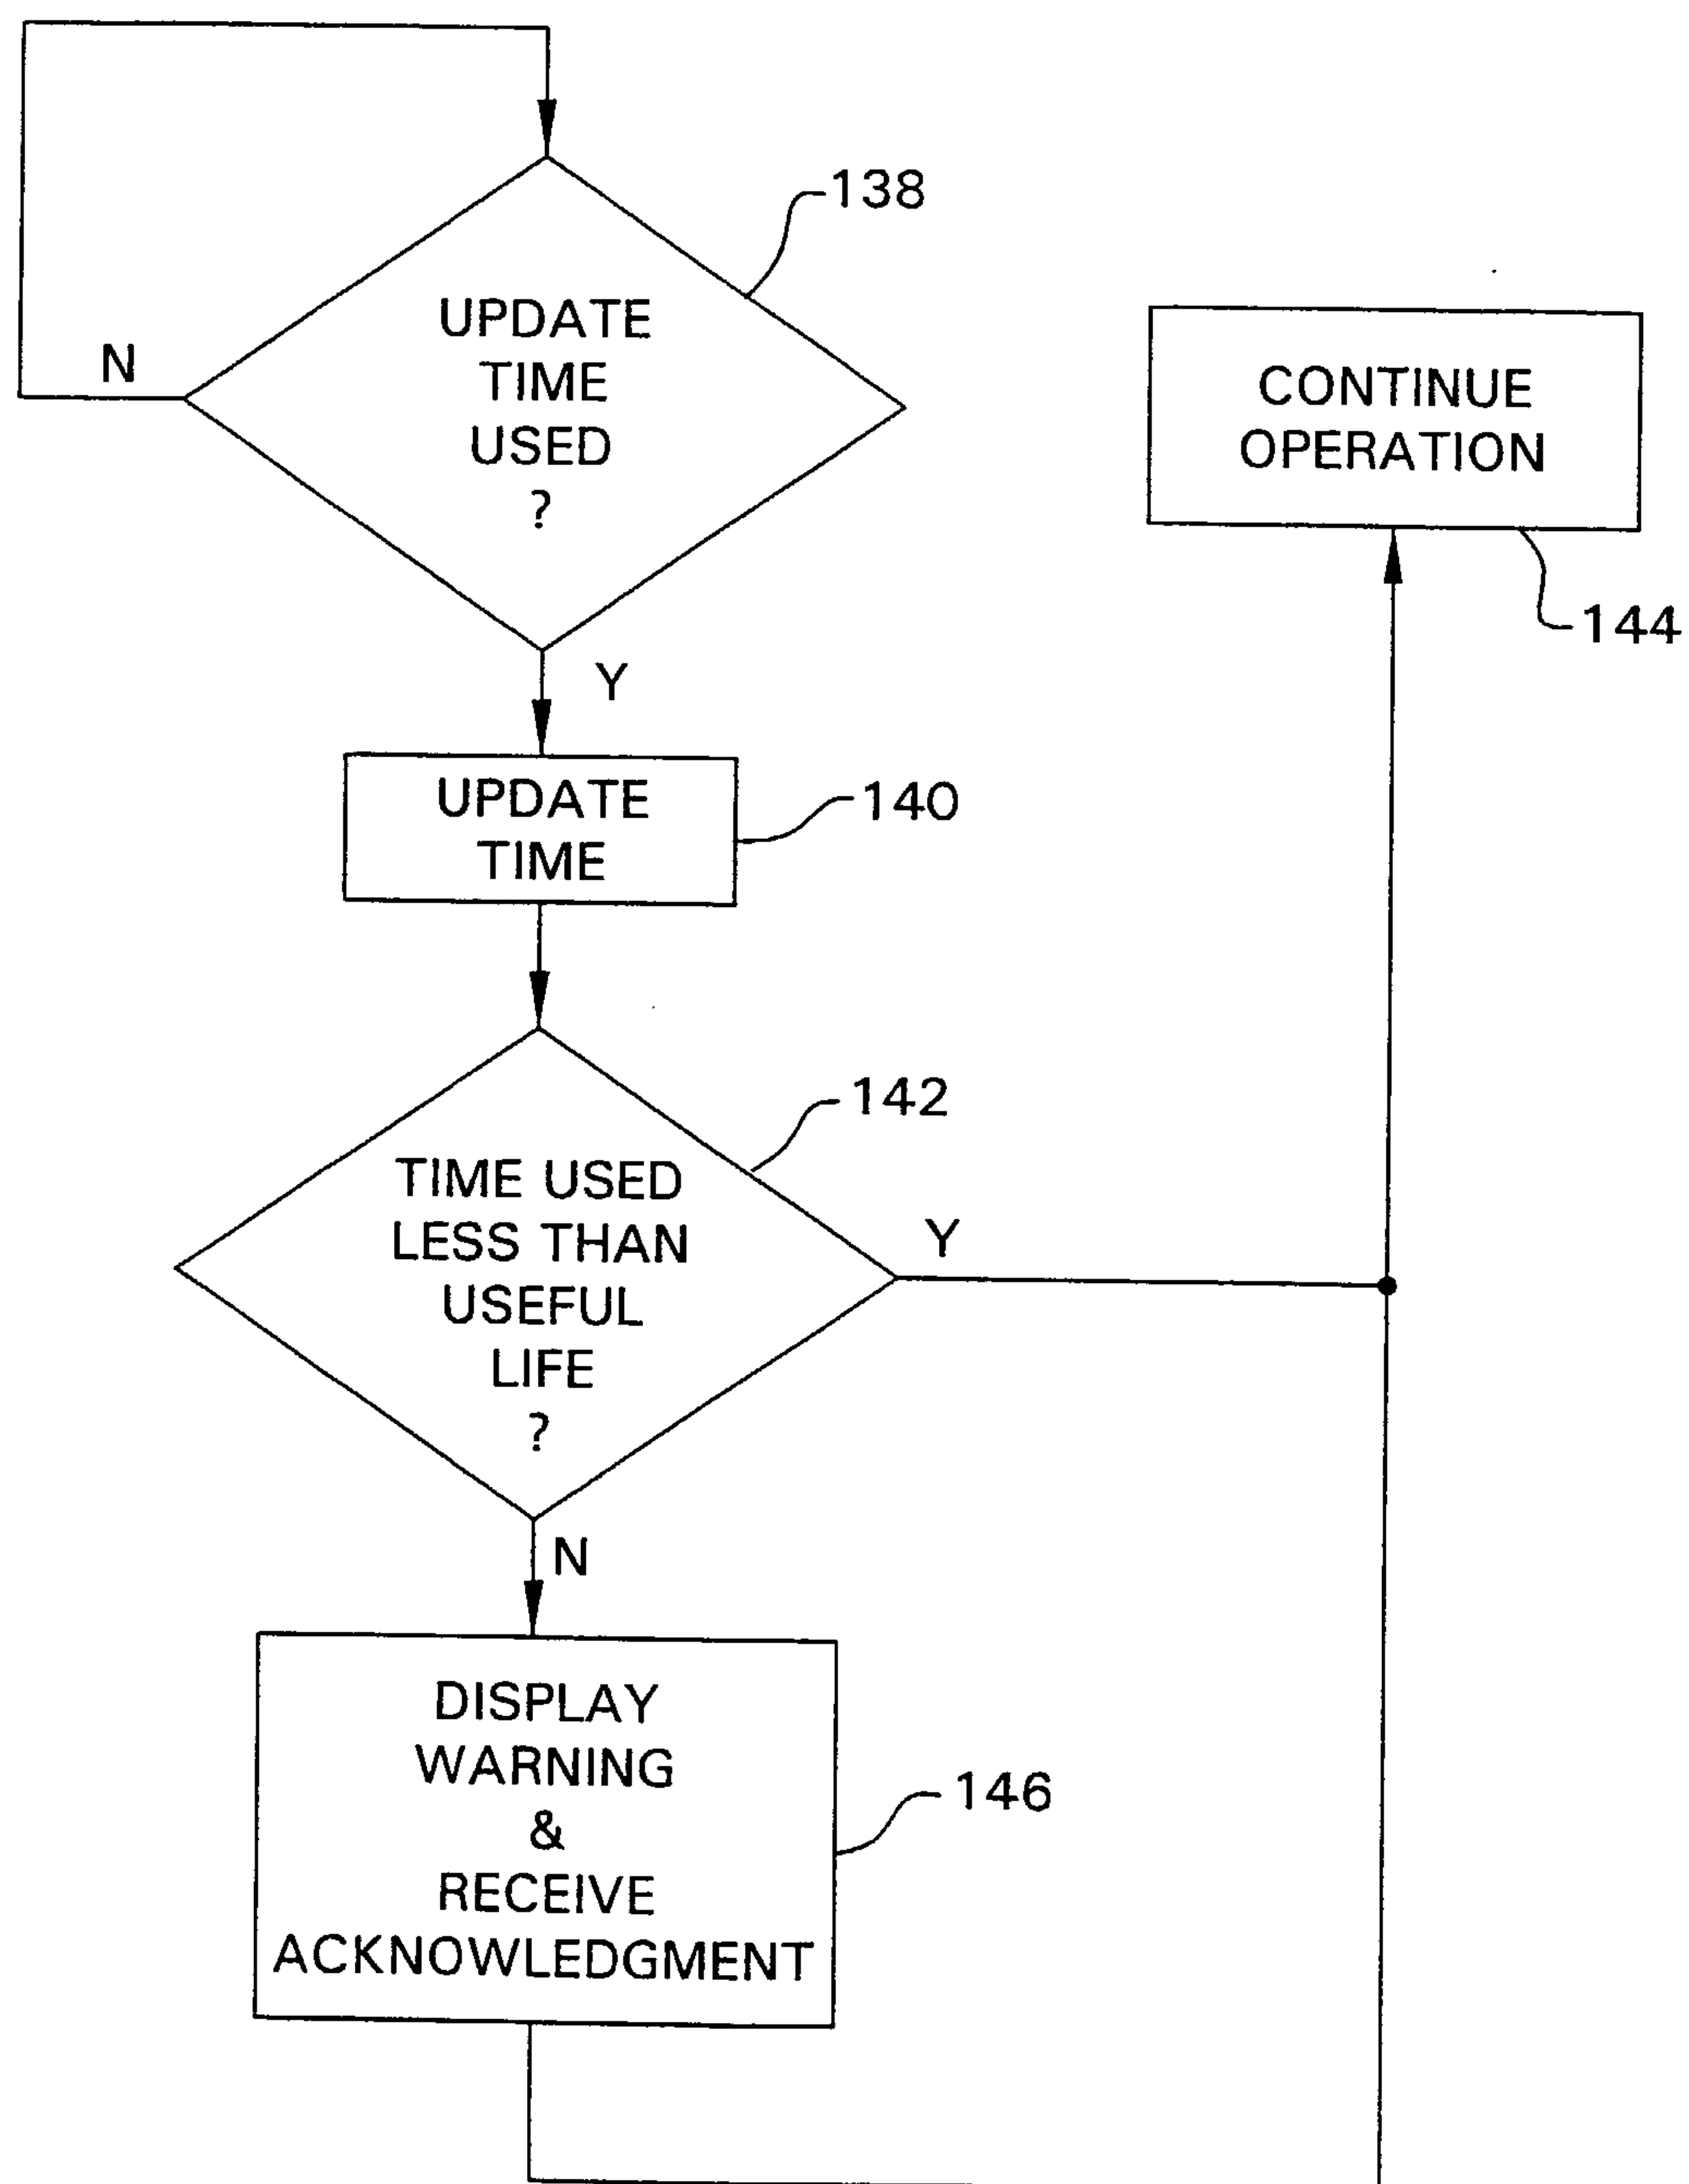 138
UPDATE
TIME
USED
?
N
Y
CONTINUE
OPERATION
144
UPDATE
TIME
140
142
TIME USED
LESS THAN
USEFUL
LIFE
?
Y
N
DISPLAY
WARNING
&
RECEIVE
ACKNOWLEDGMENT
146